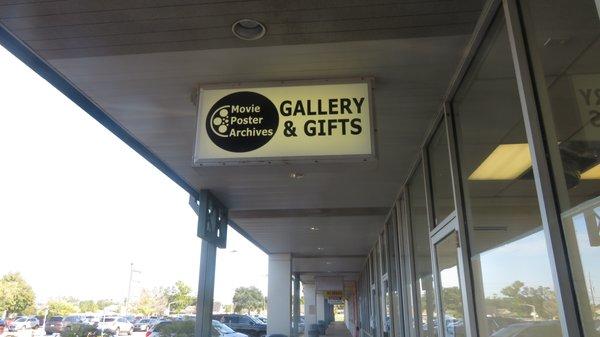 Movie
Poster
Archives
GALLERY
& GIFTS